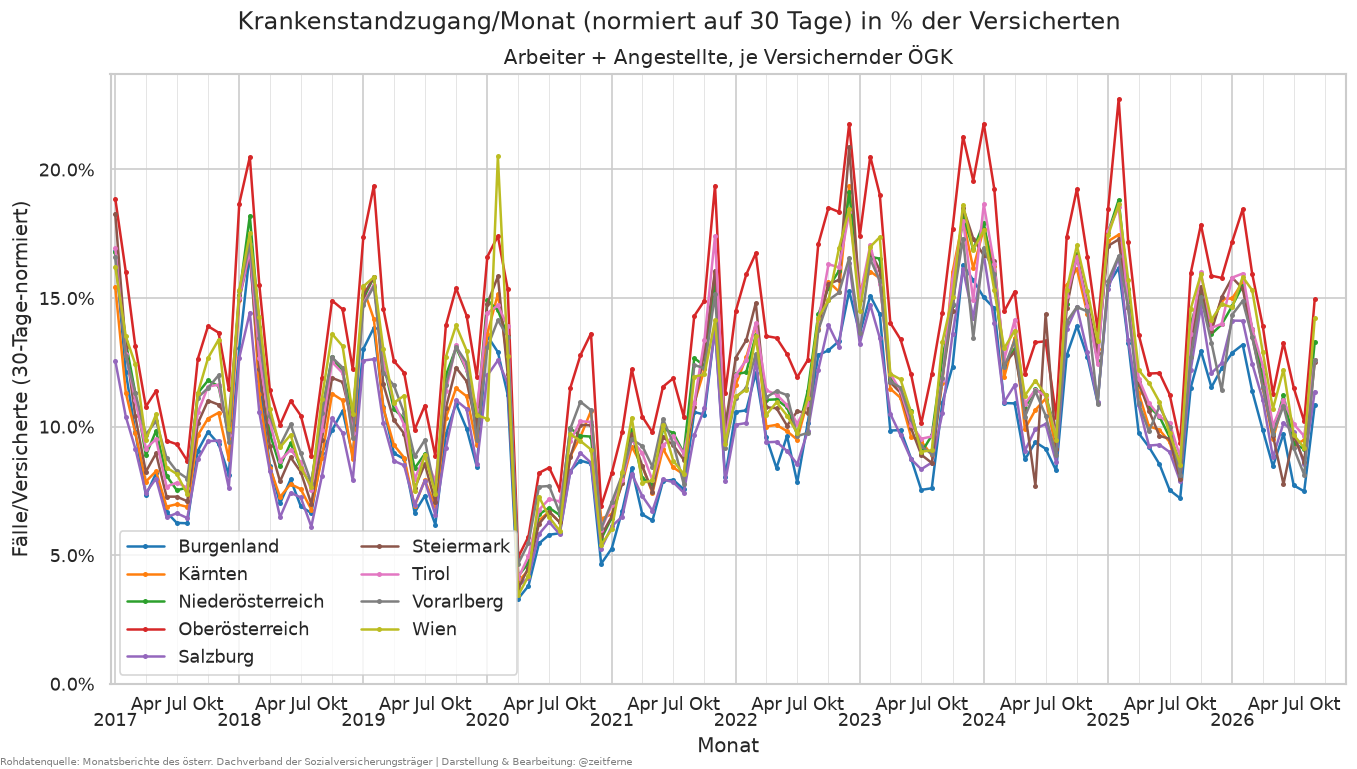 Krankenstandzugang/Monat (normiert auf 30 Tage) in % der Versicherten
Arbeiter + Angestellte, je Versichernder ÖGK
Fälle/Versicherte (30-Tage-normiert)
20.0%
15.0%
10.0%
5.0%
0.0%
Burgenland
Kärnten
Niederösterreich
Oberösterreich
Salzburg
Steiermark
Tirol
Vorarlberg
Wien
Apr Jul Okt Apr Jul Okt Apr Jul Okt Apr Jul Okt Apr Jul Okt Apr Jul Okt Apr Jul Okt Apr Jul Okt Apr Jul Okt Apr Jul Okt
2017 2018 2019 2020 2021 2022 2023 2024 2025 2026
Monat
Rohdatenquelle: Monatsberichte des österr. Dachverband der Sozialversicherungsträger | Darstellung & Bearbeitung: @zeitferne